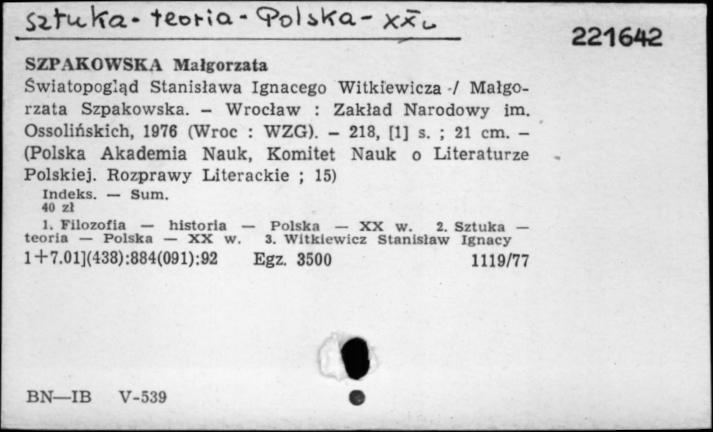 Sztuka - teoria - Polska - XX w
221642
SZPAKOWSKA Małgorzata
Światopogląd Stanisława Ignacego Witkiewicza / Małgo-
rzata Szpakowska. — Wrocław : Zakład Narodowy im.
Ossolińskich, 1976 (Wroc : WZG). — 218, [1] s. ; 21 cm. —
(Polska Akademia Nauk, Komitet Nauk o Literaturze
Polskiej. Rozprawy Literackie ; 15)
Indeks. — Sum.
40 zł
1. Filozofia — historia — Polska — XX w. 2. Sztuka —
teoria — Polska — XX w. 3. Witkiewicz Stanisław Ignacy
1+7.01](438):884(091):92 Egz. 3500 1119/77
BN—IB V-539